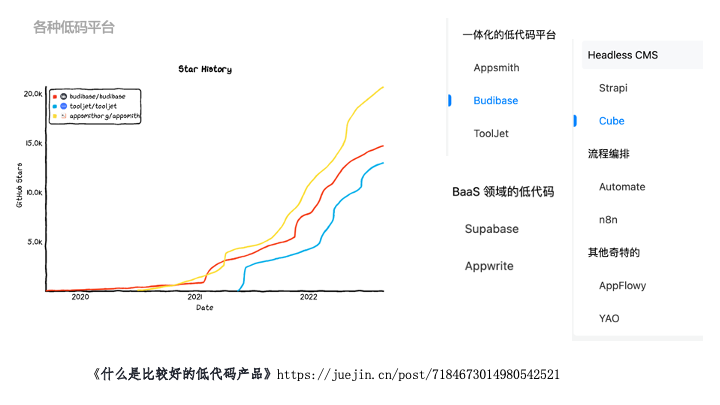 各种低码平台
Star History
budibase/budibase
tooljet/tooljet
appsmithorg/appsmith
GitHub Stars
20.0k
15.0k
10.0k
5.0k
2020
2021
2022
Date
一体化的低代码平台
Appsmith
Budibase
ToolJet
BaaS 领域的低代码
Supabase
Appwrite
Headless CMS
Strapi
Cube
流程编排
Automate
n8n
其他奇特的
AppFlowy
YAO
《什么是比较好的低代码产品》https://juejin.cn/post/7184673014980542521